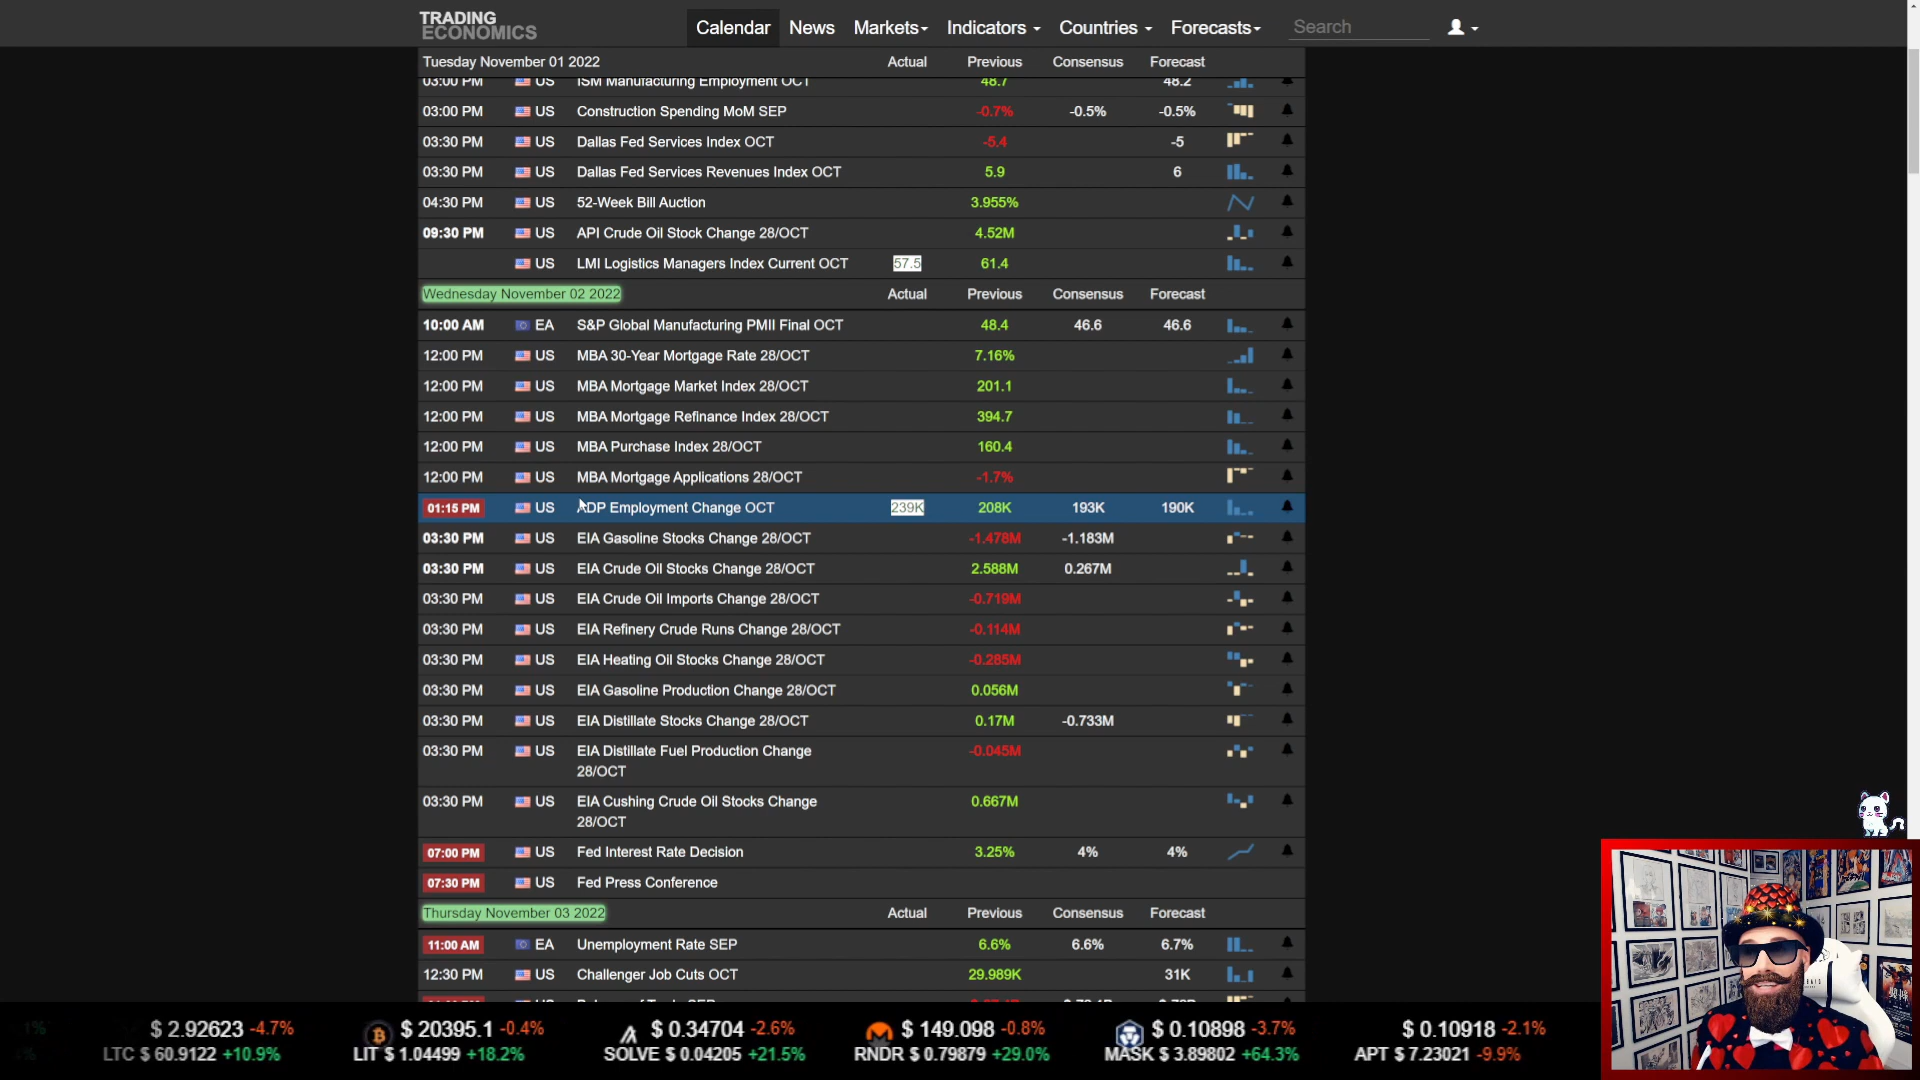 TRADING ECONOMICS Calendar News Markets Indicators Countries Forecasts Search
Tuesday November 01 2022 Actual Previous Consensus Forecast
03:00 PM US ISM Manufacturing Employment OCT 48.7 48.2
03:00 PM US Construction Spending MoM SEP -0.7% -0.5% -0.5%
03:30 PM US Dallas Fed Services Index OCT -5.4 -5
03:30 PM US Dallas Fed Services Revenues Index OCT 5.9 6
04:30 PM US 52-Week Bill Auction 3.955%
09:30 PM US API Crude Oil Stock Change 28/OCT 4.52M
US LMI Logistics Managers Index Current OCT 57.5 61.4
Wednesday November 02 2022 Actual Previous Consensus Forecast
10:00 AM EA S&P Global Manufacturing PMII Final OCT 48.4 46.6 46.6
12:00 PM US MBA 30-Year Mortgage Rate 28/OCT 7.16%
12:00 PM US MBA Mortgage Market Index 28/OCT 201.1
12:00 PM US MBA Mortgage Refinance Index 28/OCT 394.7
12:00 PM US MBA Purchase Index 28/OCT 160.4
12:00 PM US MBA Mortgage Applications 28/OCT -1.7%
01:15 PM US ADP Employment Change OCT 239K 208K 193K 190K
03:30 PM US EIA Gasoline Stocks Change 28/OCT -1.478M -1.183M
03:30 PM US EIA Crude Oil Stocks Change 28/OCT 2.588M 0.267M
03:30 PM US EIA Crude Oil Imports Change 28/OCT -0.719M
03:30 PM US EIA Refinery Crude Runs Change 28/OCT -0.114M
03:30 PM US EIA Heating Oil Stocks Change 28/OCT -0.285M
03:30 PM US EIA Gasoline Production Change 28/OCT 0.056M
03:30 PM US EIA Distillate Stocks Change 28/OCT 0.17M -0.733M
03:30 PM US EIA Distillate Fuel Production Change -0.045M
28/OCT
03:30 PM US EIA Cushing Crude Oil Stocks Change 0.667M
28/OCT
07:00 PM US Fed Interest Rate Decision 3.25% 4% 4%
07:30 PM US Fed Press Conference
Thursday November 03 2022 Actual Previous Consensus Forecast
11:00 AM EA Unemployment Rate SEP 6.6% 6.6% 6.7%
12:30 PM US Challenger Job Cuts OCT 29.989K 31K
$ 2.92623 -4.7% $ 20395.1 -0.4% $ 0.34704 -2.6% $ 149.098 -0.8% $ 0.10898 -3.7% $ 0.10918 -2.1%
LTC $ 60.9122 +10.9% LIT $ 1.04499 +18.2% SOLVE $ 0.04205 +21.5% RNDR $ 0.79879 +29.0% MASK $ 3.89802 +64.3% APT $ 7.23021 -9.9%